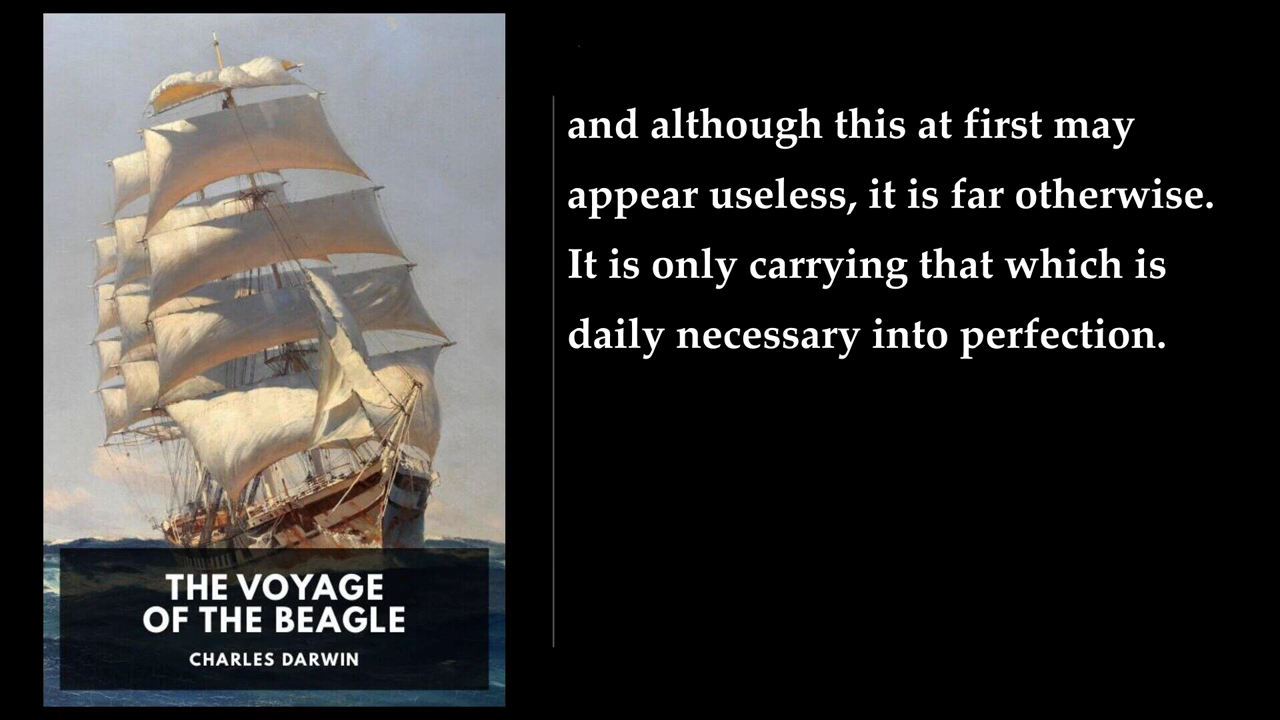 and although this at first may
appear useless, it is far otherwise.
It is only carrying that which is
daily necessary into perfection.
THE VOYAGE
OF THE BEAGLE
CHARLES DARWIN